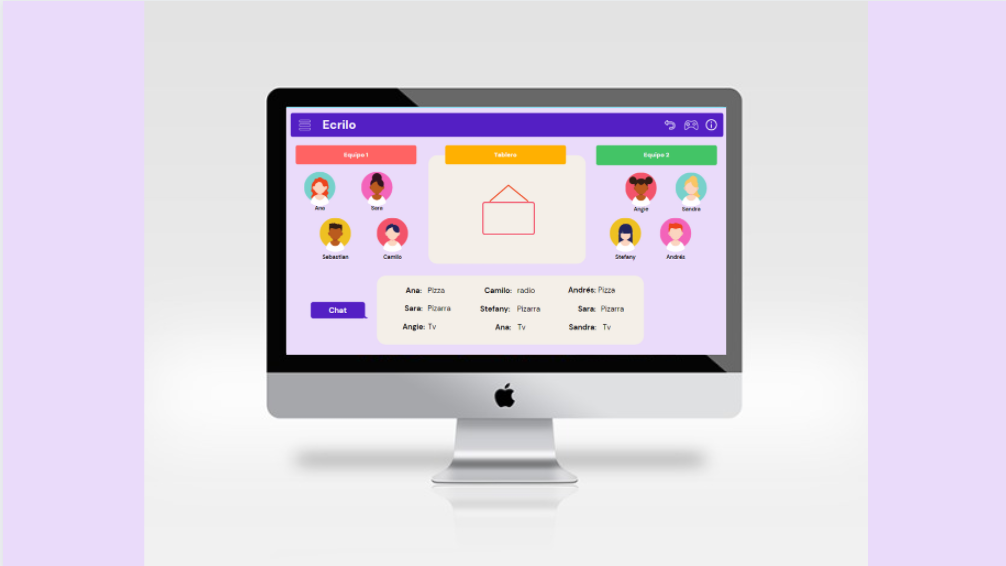 Ecrilo
Equipo 1
Tablero
Equipo 2
Ana
Sara
Angie
Sandra
Sebastian
Camilo
Stefany
Andrés
Chat
Ana: Pizza
Camilo: radio
Andrés: Pizza
Sara: Pizarra
Stefany: Pizarra
Sara: Pizarra
Angie: Tv
Ana: Tv
Sandra: Tv